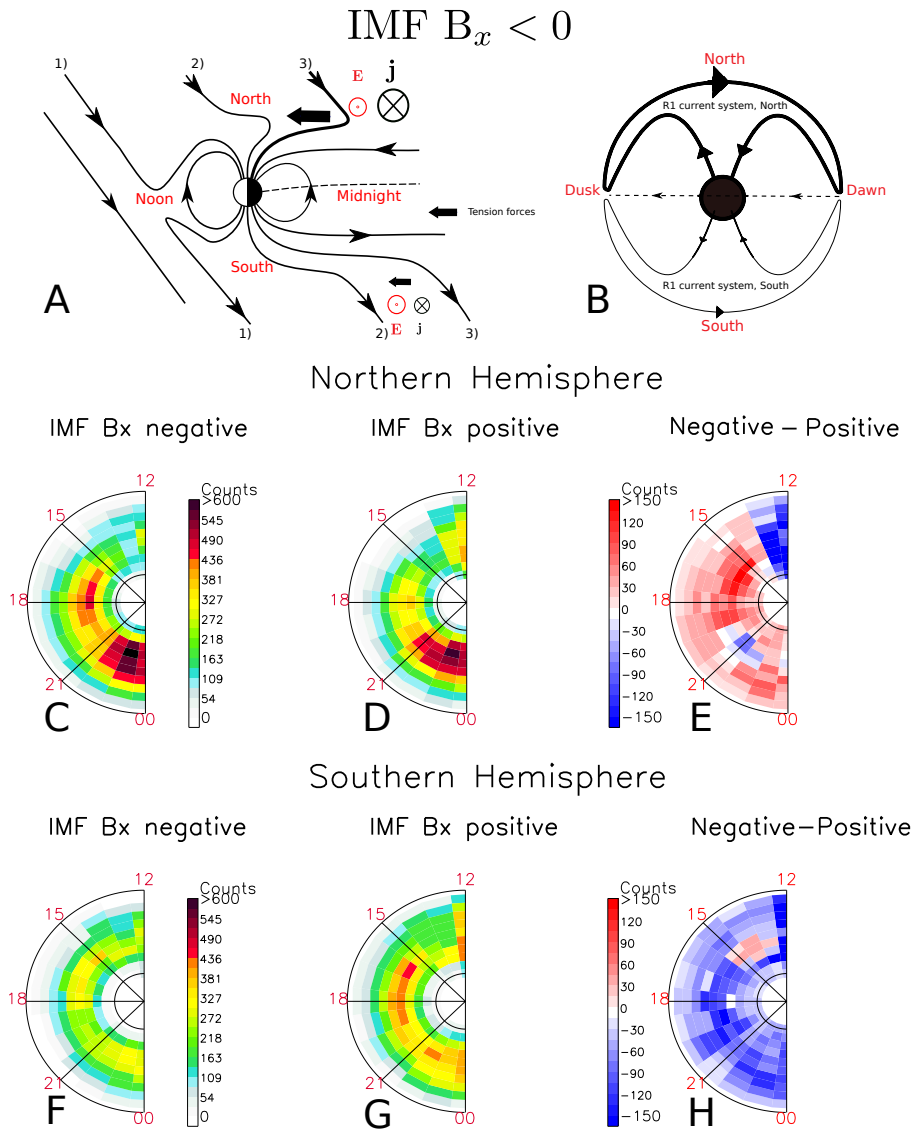 IMF Bx < 0
1)
2)
3)
E
j
North
Noon
Midnight
Tension forces
South
A
1)
2)
E
j
3)
North
R1 current system, North
Dusk
Dawn
R1 current system, South
B
South
Northern Hemisphere
IMF Bx negative
IMF Bx positive
Negative – Positive
12
15
18
21
00
Counts
>600
545
490
436
381
327
272
218
163
109
54
0
C
12
15
18
21
00
D
12
15
18
21
00
Counts
>150
120
90
60
30
0
−30
−60
−90
−120
−150
E
Southern Hemisphere
IMF Bx negative
IMF Bx positive
Negative–Positive
12
15
18
21
00
Counts
>600
545
490
436
381
327
272
218
163
109
54
0
F
12
15
18
21
00
G
12
15
18
21
00
Counts
>150
120
90
60
30
0
−30
−60
−90
−120
−150
H